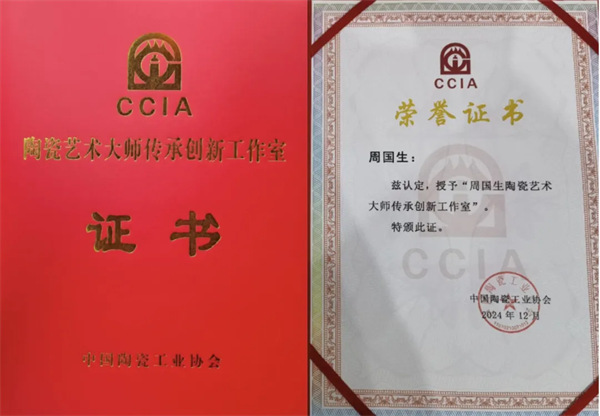 CCIA
陶瓷艺术大师传承创新工作室
证书
中国陶瓷工业协会
CCIA
荣誉证书
周国生：
兹认定，授予“周国生陶瓷艺术
大师传承创新工作室”。
特颁此证。
CCIA
中国陶瓷工业协会
2024年12月